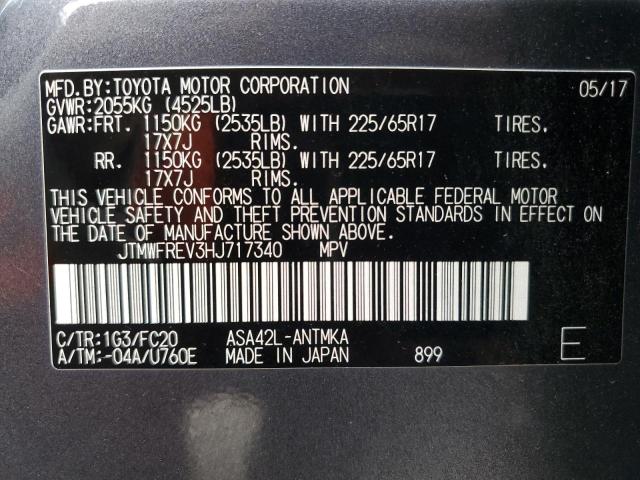 MFD.BY:TOYOTA MOTOR CORPORATION 05/17
GVWR:2055KG (4525LB)
GAWR:FRT. 1150KG (2535LB) WITH 225/65R17 TIRES.
17X7J RIMS.
RR. 1150KG (2535LB) WITH 225/65R17 TIRES.
17X7J RIMS.
THIS VEHICLE CONFORMS TO ALL APPLICABLE FEDERAL MOTOR
VEHICLE SAFETY AND THEFT PREVENTION STANDARDS IN EFFECT ON
THE DATE OF MANUFACTURE SHOWN ABOVE.
JTMWFREV3HJ717340 MPV
C/TR:1G3/FC20 ASA42L-ANTMKA
A/TM:-04A/U760E MADE IN JAPAN 899 E